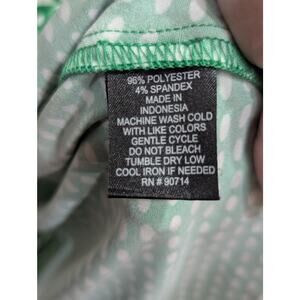 96% POLYESTER
4% SPANDEX
MADE IN
INDONESIA
MACHINE WASH COLD
WITH LIKE COLORS
GENTLE CYCLE
DO NOT BLEACH
TUMBLE DRY LOW
COOL IRON IF NEEDED
RN # 90714